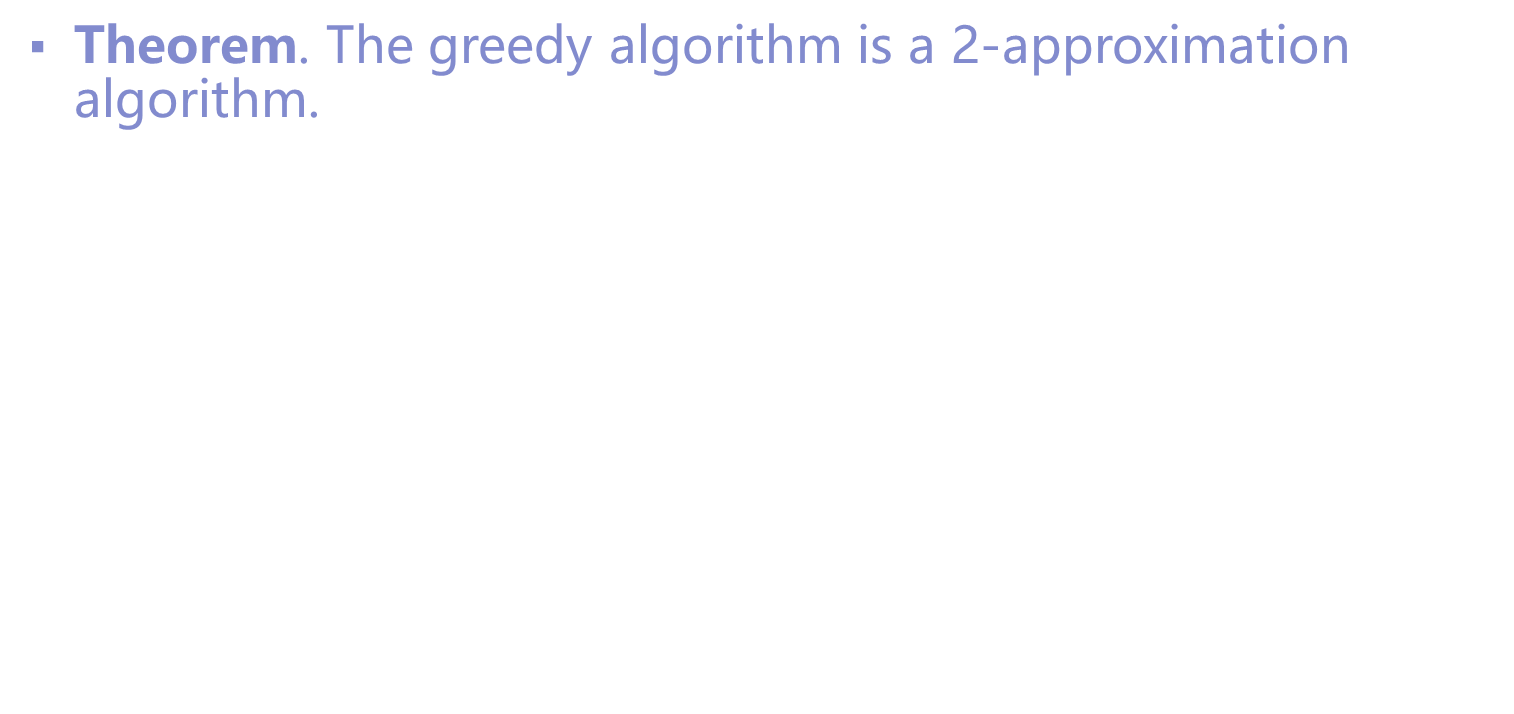 ▪ Theorem. The greedy algorithm is a 2-approximation
algorithm.